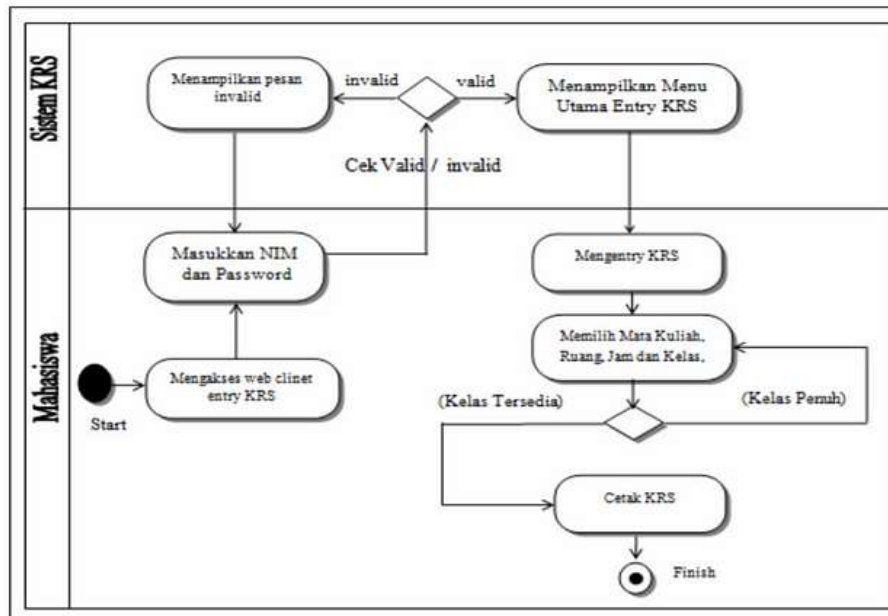 Sistem KRS
Menampilkan pesan
invalid
invalid
valid
Menampilkan Menu
Utama Entry KRS
Cek Valid / invalid
Mahasiswa
Masukkan NIM
dan Password
Mengentry KRS
Memilih Mata Kuliah,
Ruang, Jam dan Kelas,
Mengakses web clinet
entry KRS
Start
(Kelas Tersedia)
(Kelas Penuh)
Cetak KRS
Finish